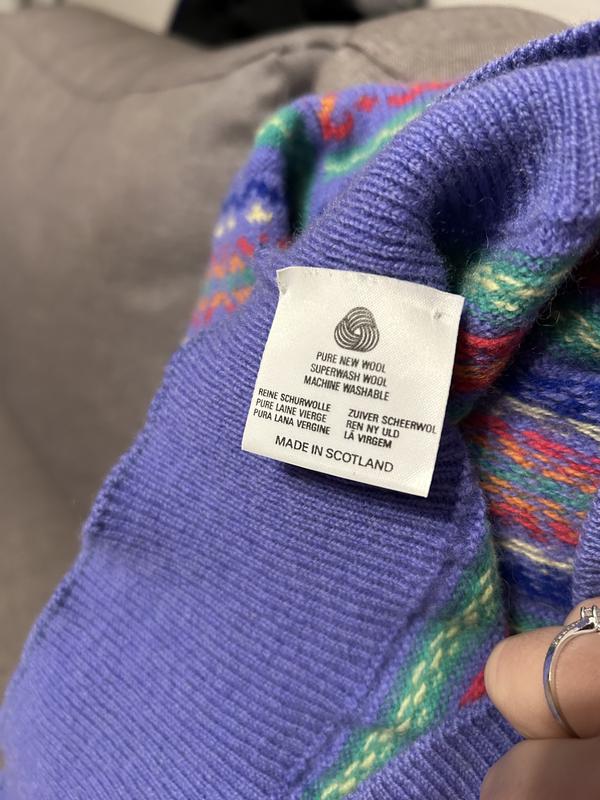 PURE NEW WOOL
SUPERWASH WOOL
MACHINE WASHABLE
REINE SCHURWOLLE
PURE LAINE VIERGE
PURA LANA VERGINE
ZUIVER SCHEERWOL
REN NY ULD
LÃ VIRGEM
MADE IN SCOTLAND